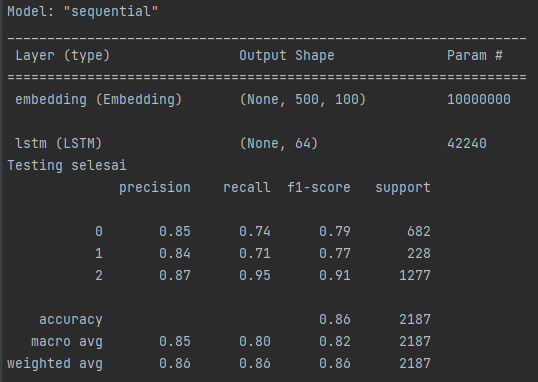 Model: "sequential"
_________________________________________________________________
Layer (type) Output Shape Param #
=================================================================
embedding (Embedding) (None, 500, 100) 10000000
lstm (LSTM) (None, 64) 42240
Testing selesai
precision recall f1-score support
0 0.85 0.74 0.79 682
1 0.84 0.71 0.77 228
2 0.87 0.95 0.91 1277
accuracy 0.86 2187
macro avg 0.85 0.80 0.82 2187
weighted avg 0.86 0.86 0.86 2187